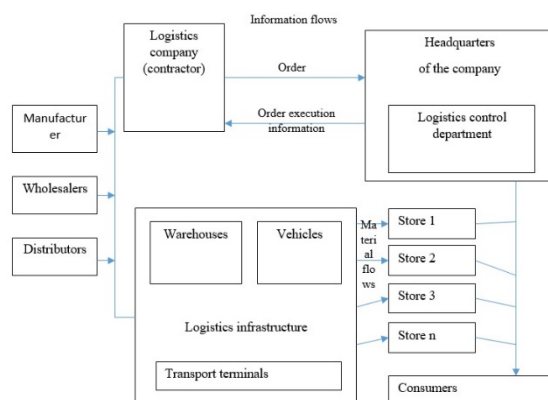 Information flows
Logistics
company
(contractor)
Headquarters
of the company
Order
Order execution
information
Logistics control
department
Manufactur
er
Wholesalers
Distributors
Warehouses
Vehicles
Ma
teri
al
flo
ws
Store 1
Store 2
Store 3
Store n
Logistics infrastructure
Transport terminals
Consumers